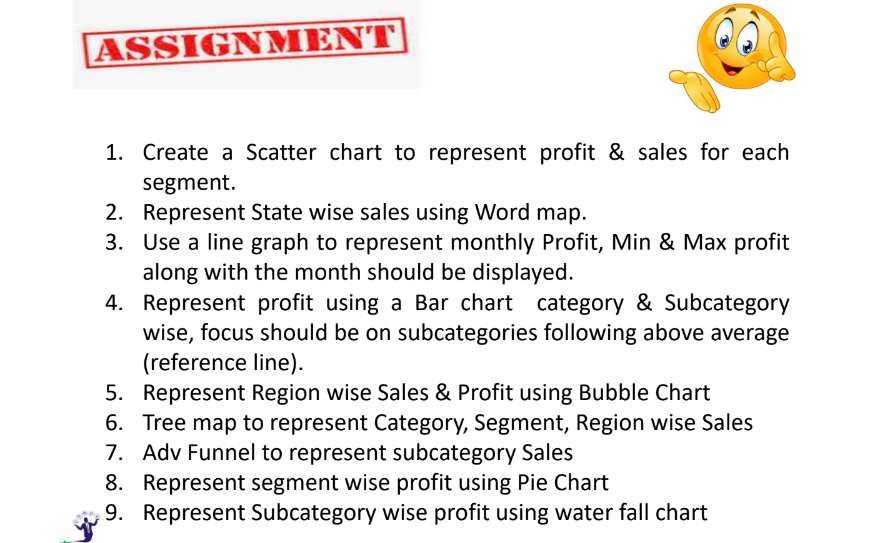 ASSIGNMENT
1. Create a Scatter chart to represent profit & sales for each
segment.
2. Represent State wise sales using Word map.
3. Use a line graph to represent monthly Profit, Min & Max profit
along with the month should be displayed.
4. Represent profit using a Bar chart category & Subcategory
wise, focus should be on subcategories following above average
(reference line).
5. Represent Region wise Sales & Profit using Bubble Chart
6. Tree map to represent Category, Segment, Region wise Sales
7. Adv Funnel to represent subcategory Sales
8. Represent segment wise profit using Pie Chart
9. Represent Subcategory wise profit using water fall chart